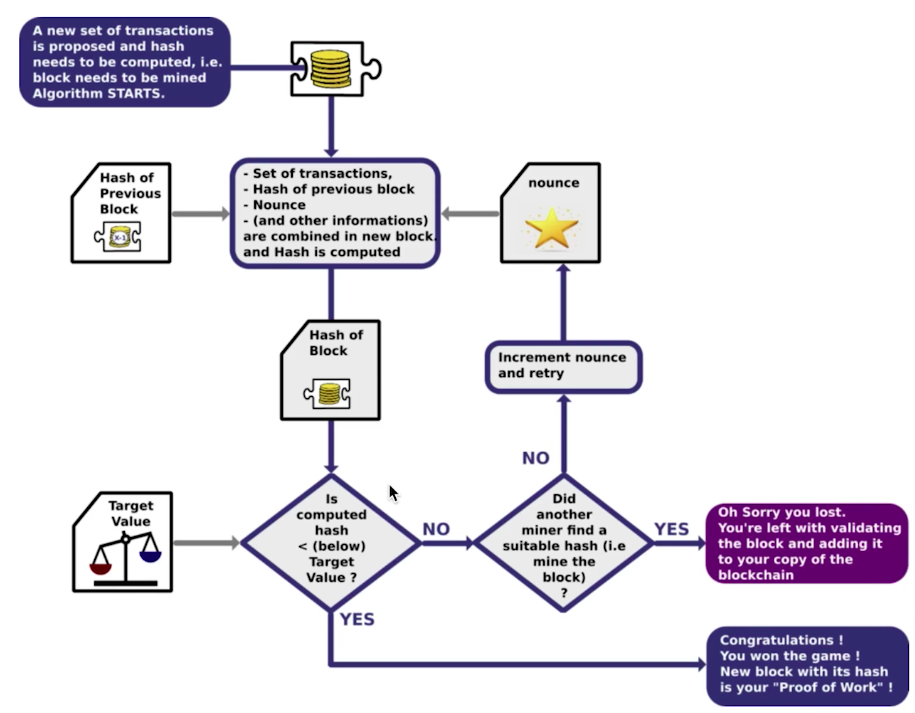 A new set of transactions
is proposed and hash
needs to be computed, i.e.
block needs to be mined
Algorithm STARTS.
Hash of
Previous
Block
X-1
- Set of transactions,
- Hash of previous block
- Nounce
- (and other informations)
are combined in new block.
and Hash is computed
nounce
Hash of
Block
Increment nounce
and retry
NO
Target
Value
Is
computed
hash
< (below)
Target
Value ?
NO
Did
another
miner find a
suitable hash (i.e
mine the
block)
?
YES
Oh Sorry you lost.
You're left with validating
the block and adding it
to your copy of the
blockchain
YES
Congratulations !
You won the game !
New block with its hash
is your "Proof of Work" !